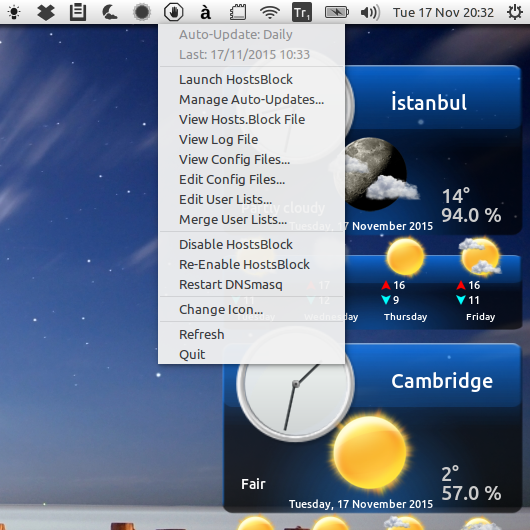 à
Tr1
Tue 17 Nov 20:32
Auto-Update: Daily
Last: 17/11/2015 10:33
Launch HostsBlock
Manage Auto-Updates...
View Hosts.Block File
View Log File
View Config Files...
Edit Config Files...
Edit User Lists...
Merge User Lists...
Disable HostsBlock
Re-Enable HostsBlock
Restart DNSmasq
Change Icon...
Refresh
Quit
İstanbul
Partly cloudy
14°
94.0 %
Tuesday, 17 November 2015
17
16
16
11
12
9
11
Wednesday
Thursday
Friday
Cambridge
Fair
2°
57.0 %
Tuesday, 17 November 2015